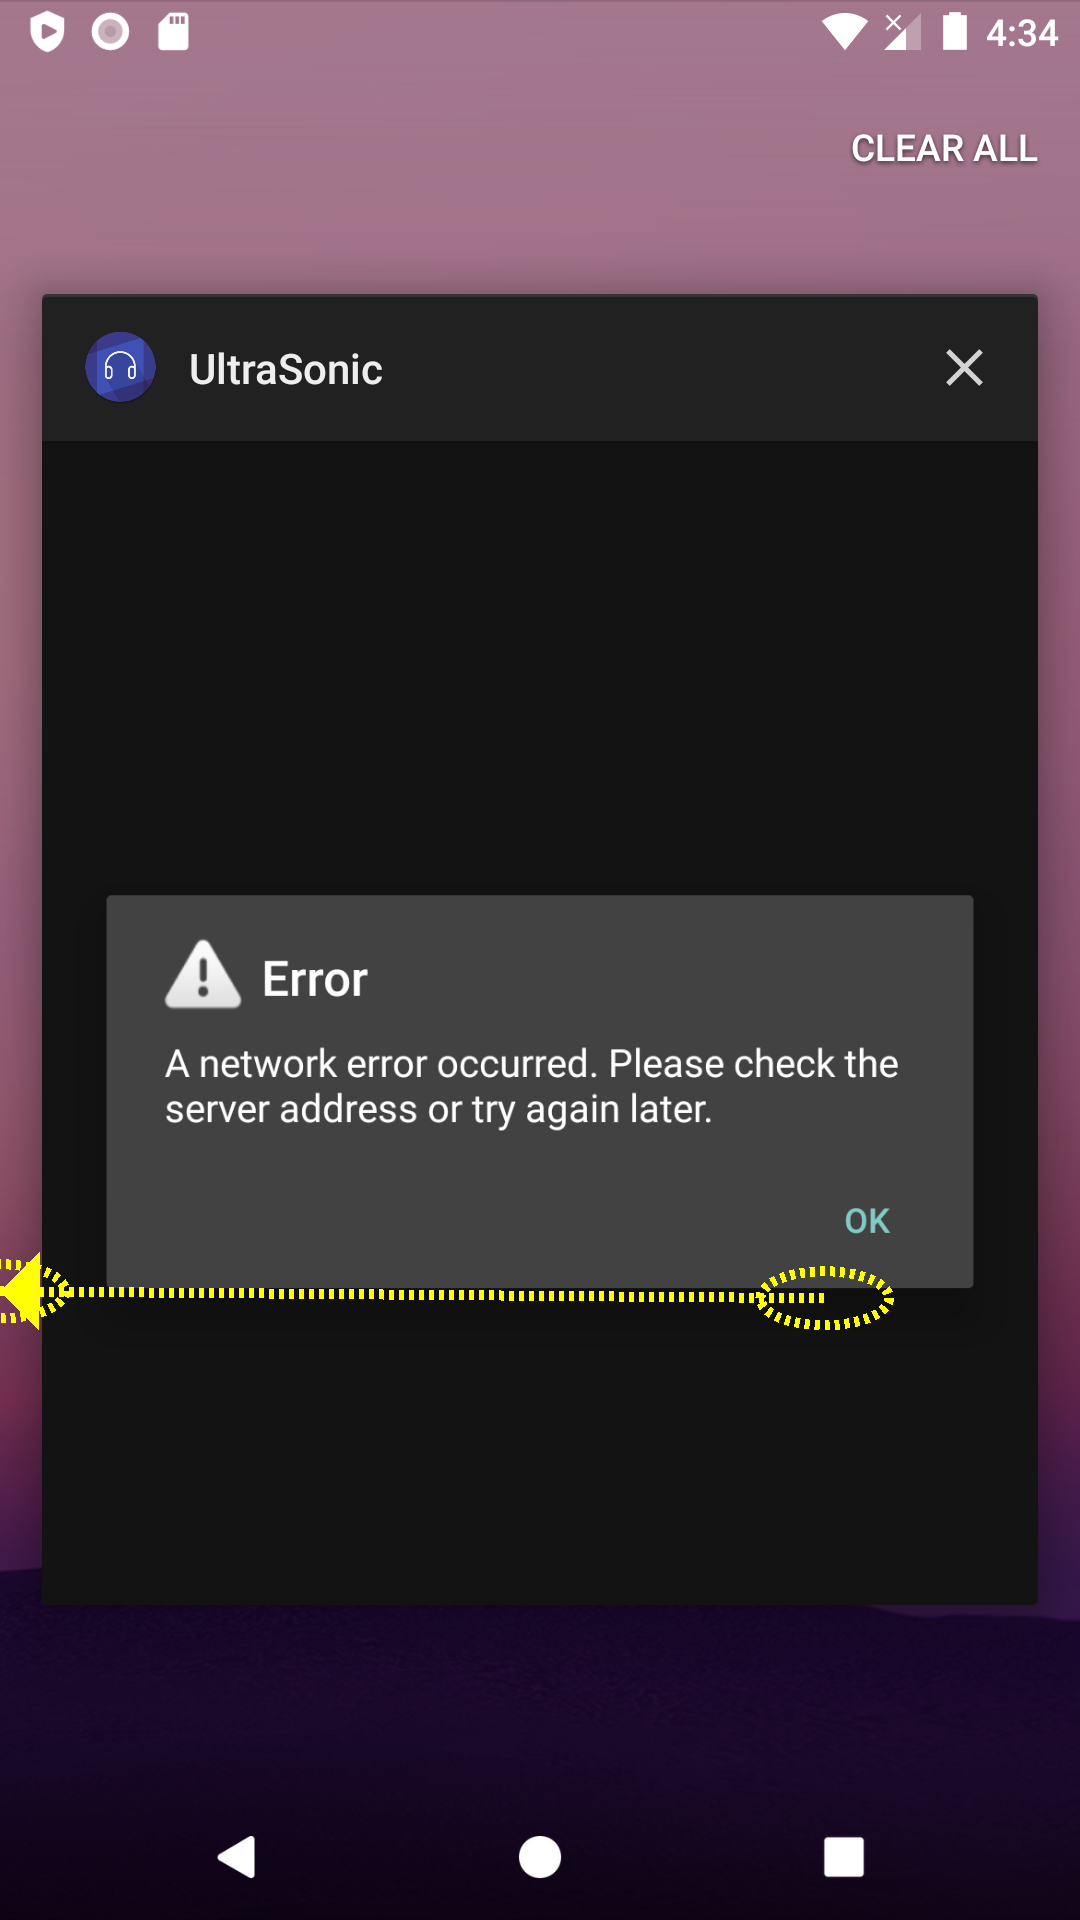 4:34
CLEAR ALL
UltraSonic
Error
A network error occurred. Please check the
server address or try again later.
OK